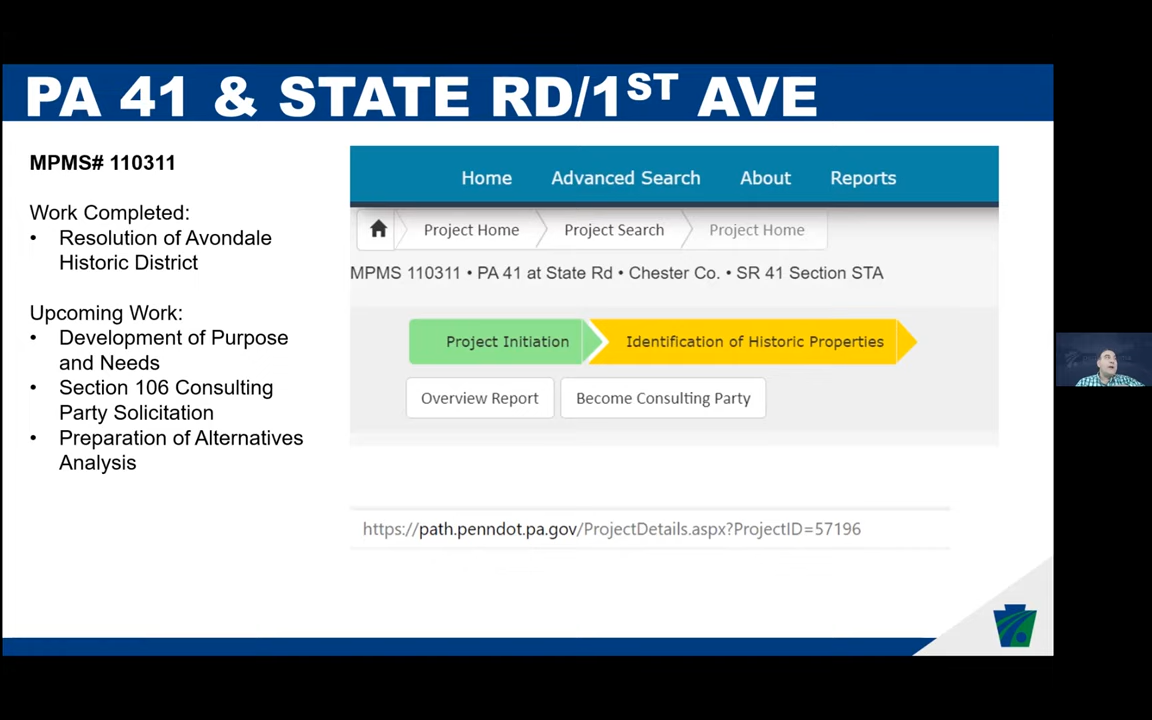 PA 41 & STATE RD/1ST AVE
MPMS# 110311
Work Completed:
• Resolution of Avondale
Historic District
Upcoming Work:
• Development of Purpose
and Needs
• Section 106 Consulting
Party Solicitation
• Preparation of Alternatives
Analysis
Home Advanced Search About Reports
Project Home Project Search Project Home
MPMS 110311 • PA 41 at State Rd • Chester Co. • SR 41 Section STA
Project Initiation Identification of Historic Properties
Overview Report Become Consulting Party
https://path.penndot.pa.gov/ProjectDetails.aspx?ProjectID=57196